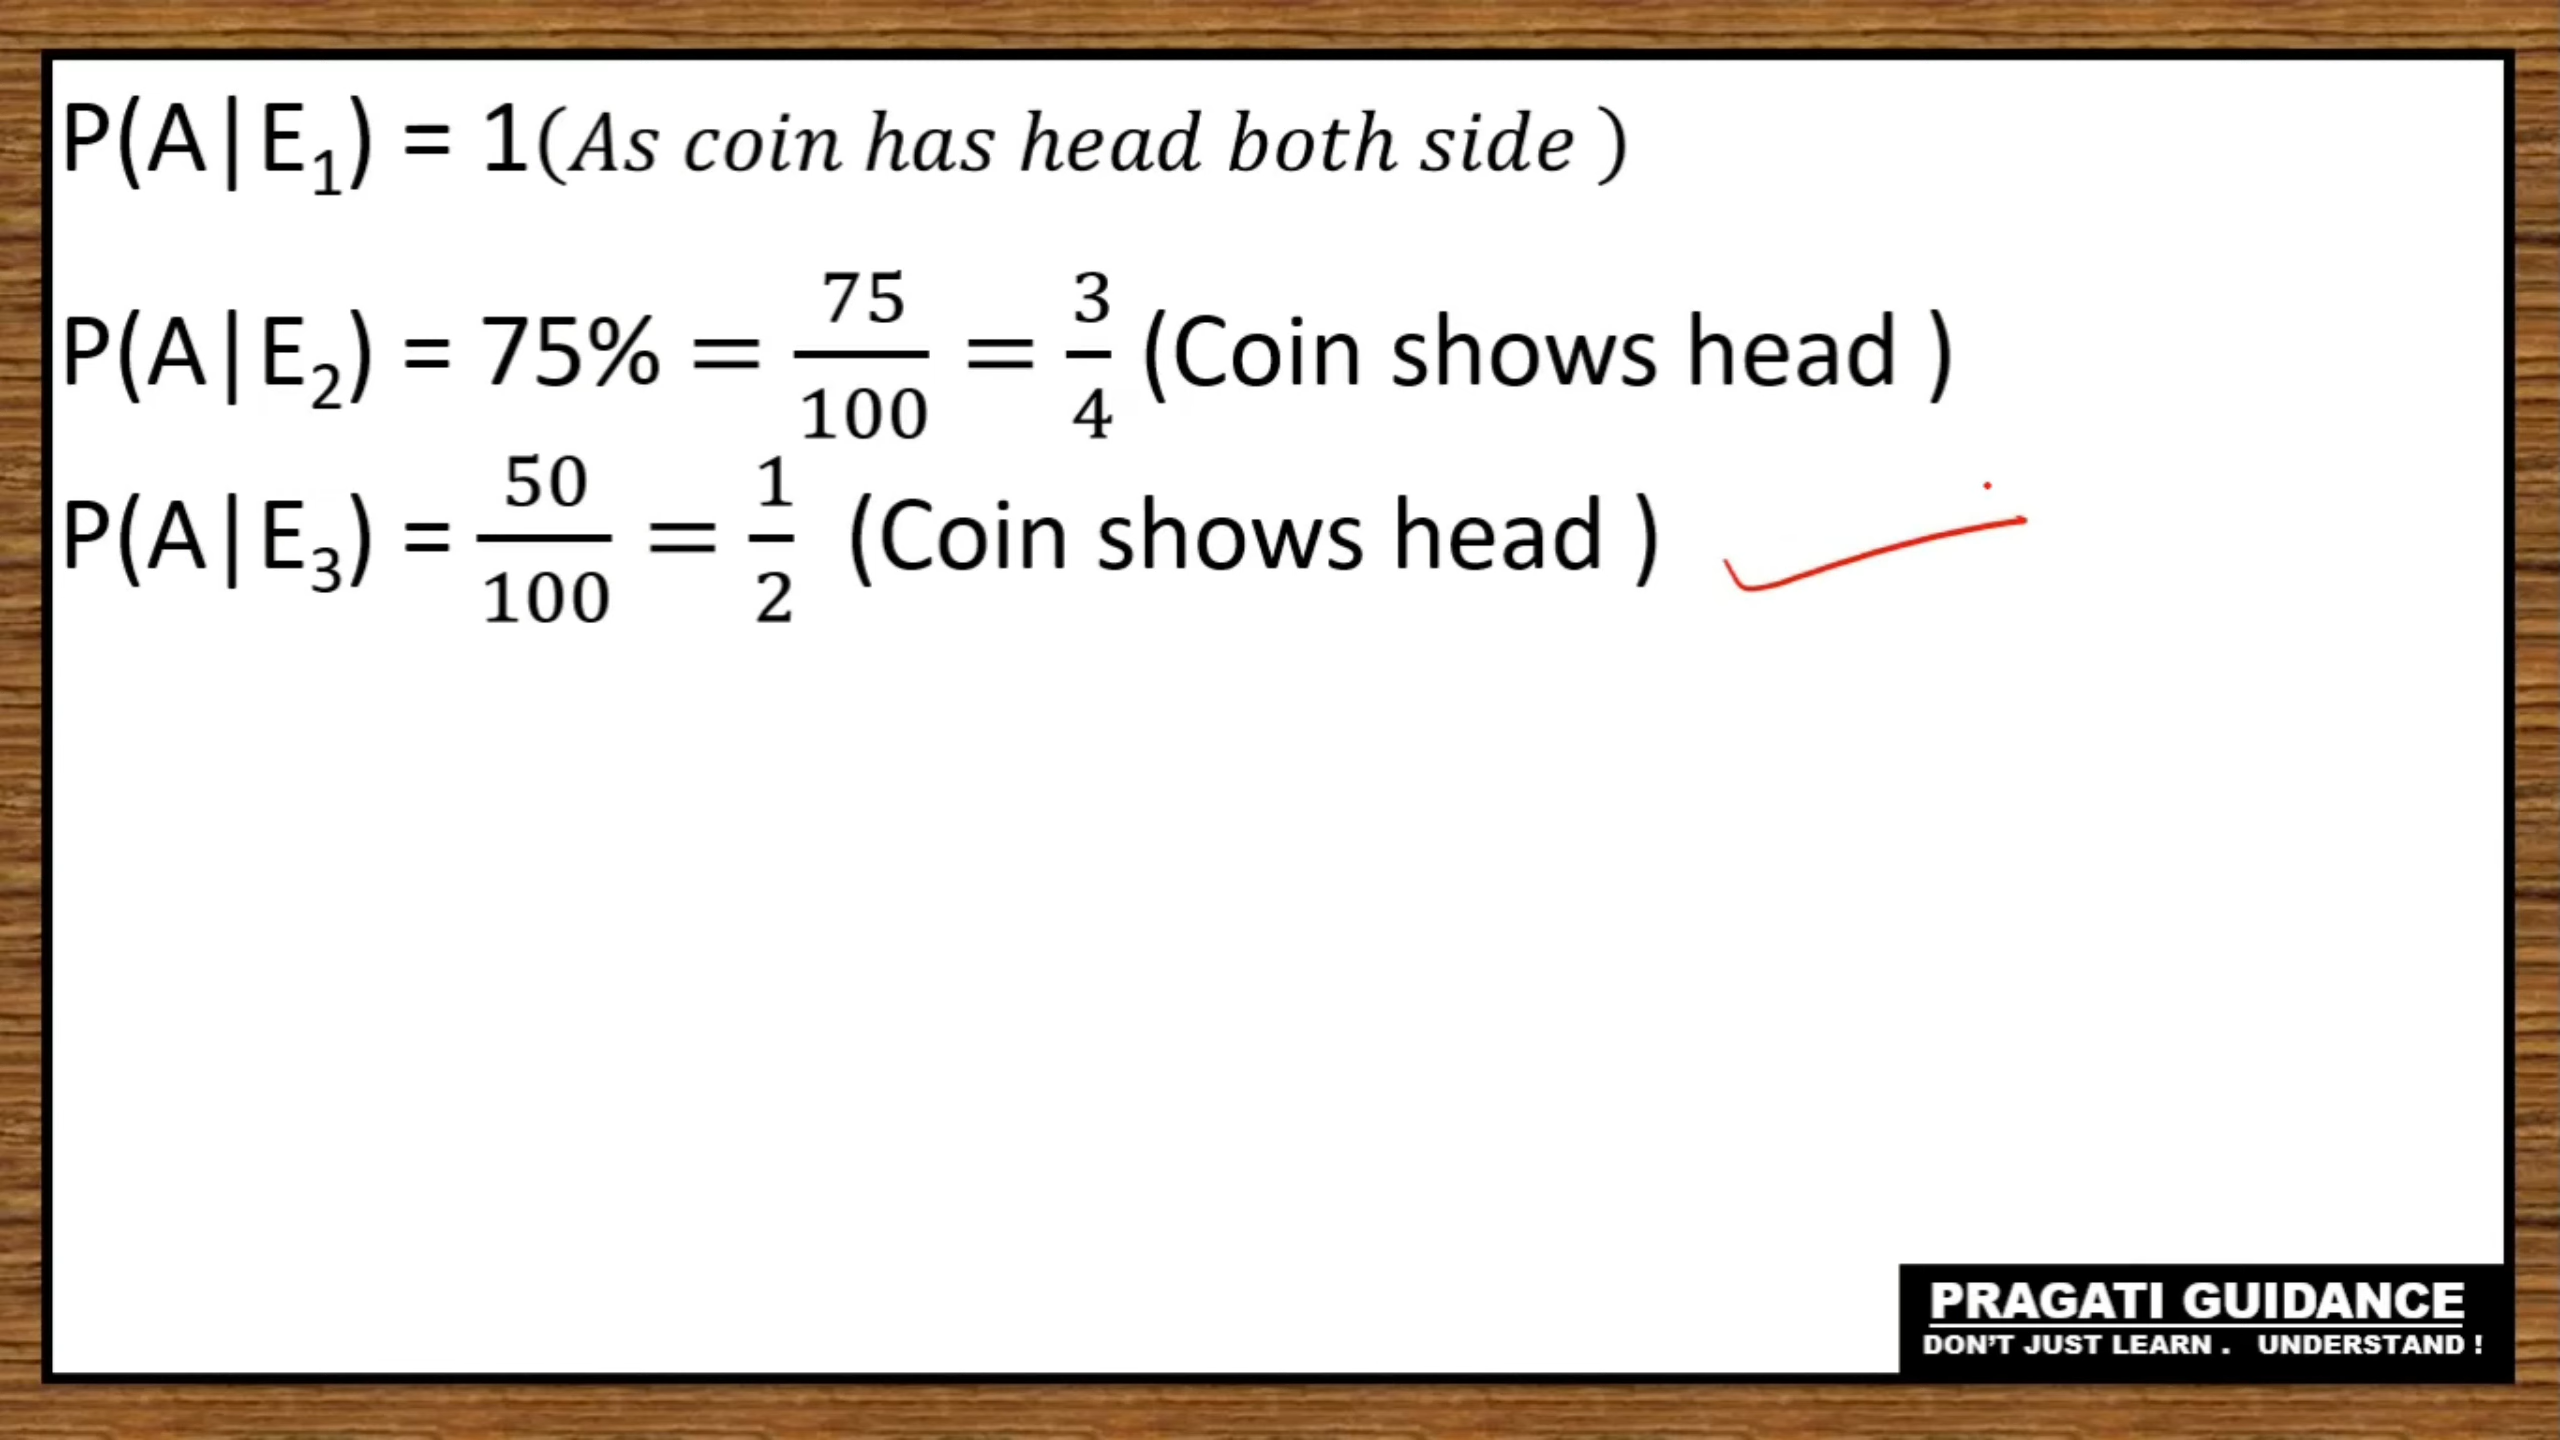 P(A|E₁) = 1(As coin has head both side )
P(A|E₂) = 75% = 75/100 = 3/4 (Coin shows head )
P(A|E₃) = 50/100 = 1/2 (Coin shows head )
PRAGATI GUIDANCE
DON'T JUST LEARN . UNDERSTAND !